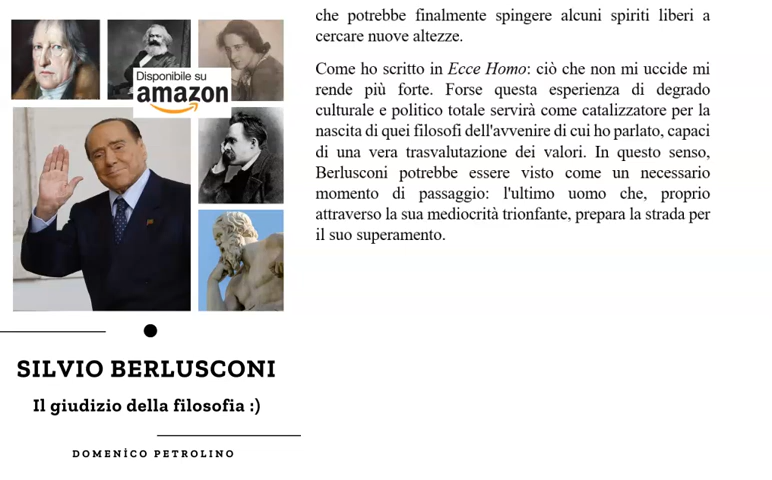 Disponibile su
amazon
SILVIO BERLUSCONI
Il giudizio della filosofia :)
DOMENİCO PETROLINO
che potrebbe finalmente spingere alcuni spiriti liberi a
cercare nuove altezze.
Come ho scritto in Ecce Homo: ciò che non mi uccide mi
rende più forte. Forse questa esperienza di degrado
culturale e politico totale servirà come catalizzatore per la
nascita di quei filosofi dell'avvenire di cui ho parlato, capaci
di una vera trasvalutazione dei valori. In questo senso,
Berlusconi potrebbe essere visto come un necessario
momento di passaggio: l'ultimo uomo che, proprio
attraverso la sua mediocrità trionfante, prepara la strada per
il suo superamento.